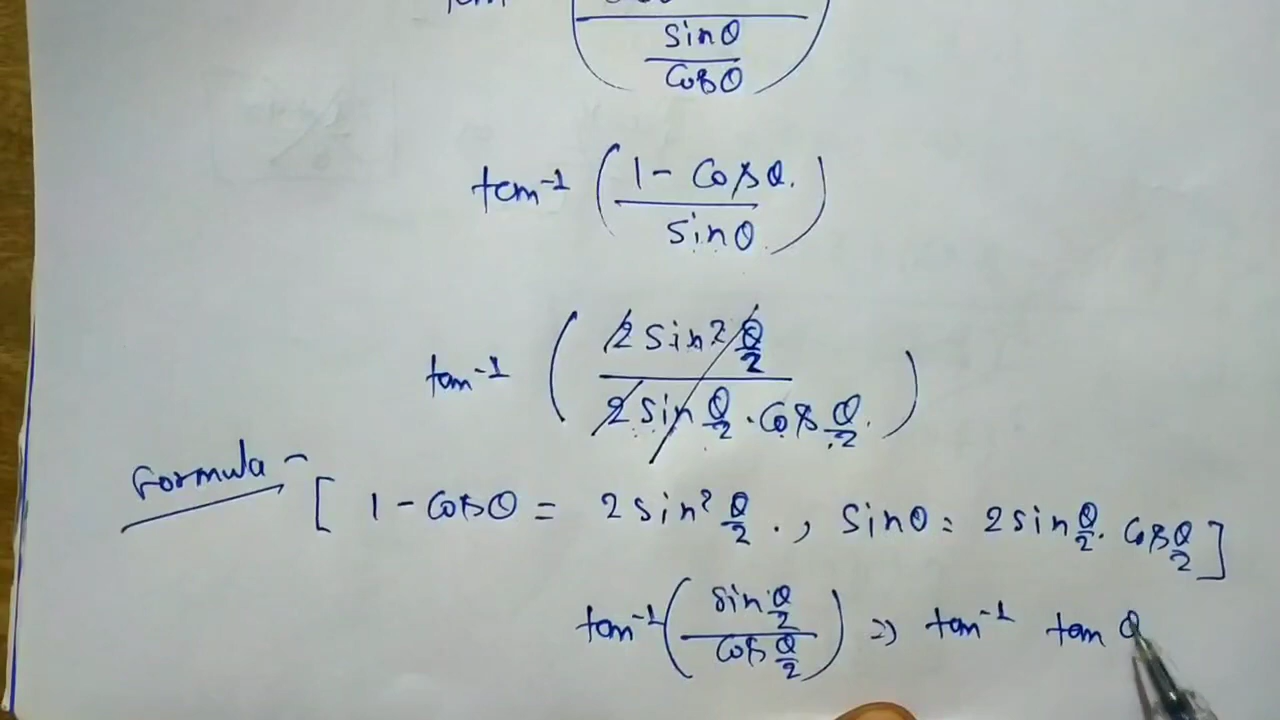 sinθ
cosθ
tan⁻¹ ( 1 - cosθ. / sinθ )
tan⁻¹ ( 2 sin² θ/2 / 2 sin θ/2 . cos θ/2 . )
Formula - [ 1 - cosθ = 2 sin² θ/2 . , sinθ = 2 sin θ/2 . cos θ/2 ]
tan⁻¹ ( sin θ/2 / cos θ/2 ) ⇒ tan⁻¹ tan θ